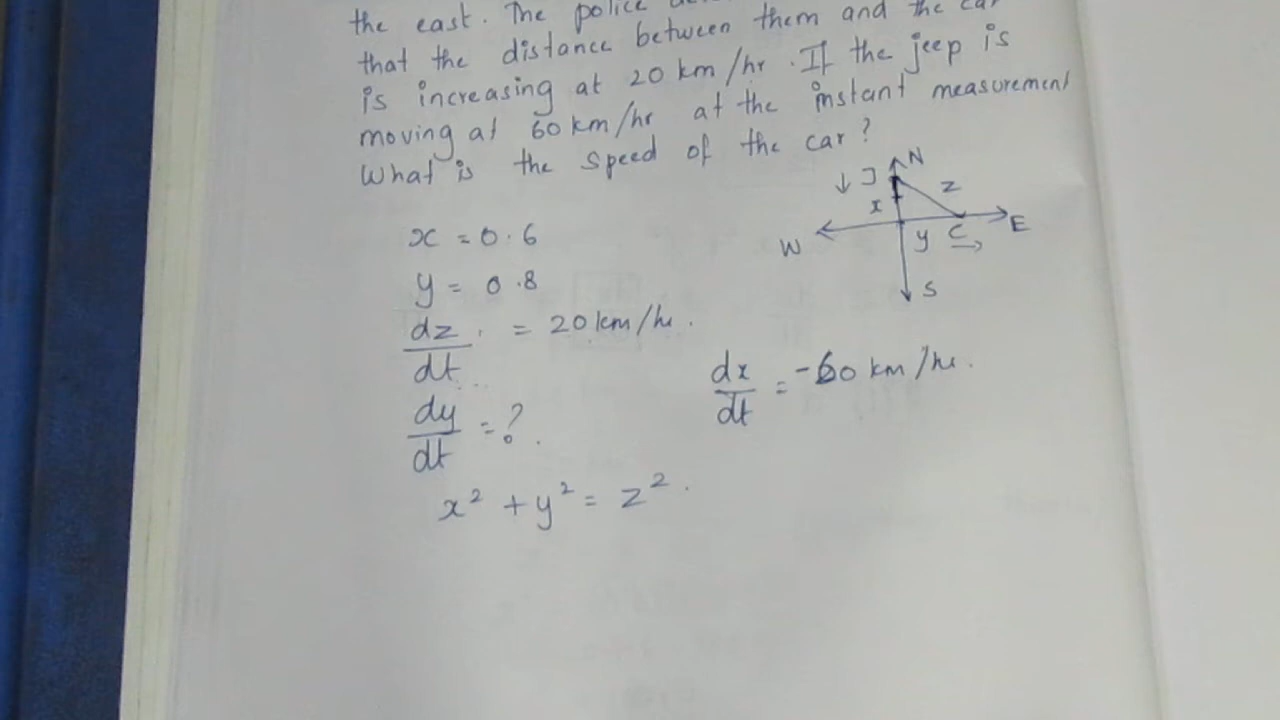 the east. The police
that the distance between them and the car
is increasing at 20 km/hr. If the jeep is
moving at 60 km/hr at the instant measurement
What is the speed of the car?
N
↓ J
z
x
W
y
C
→
E
S
x = 0.6
y = 0.8
dz/dt = 20 km/hr.
dx/dt = -60 km/hr.
dy/dt = ?.
x² + y² = z².